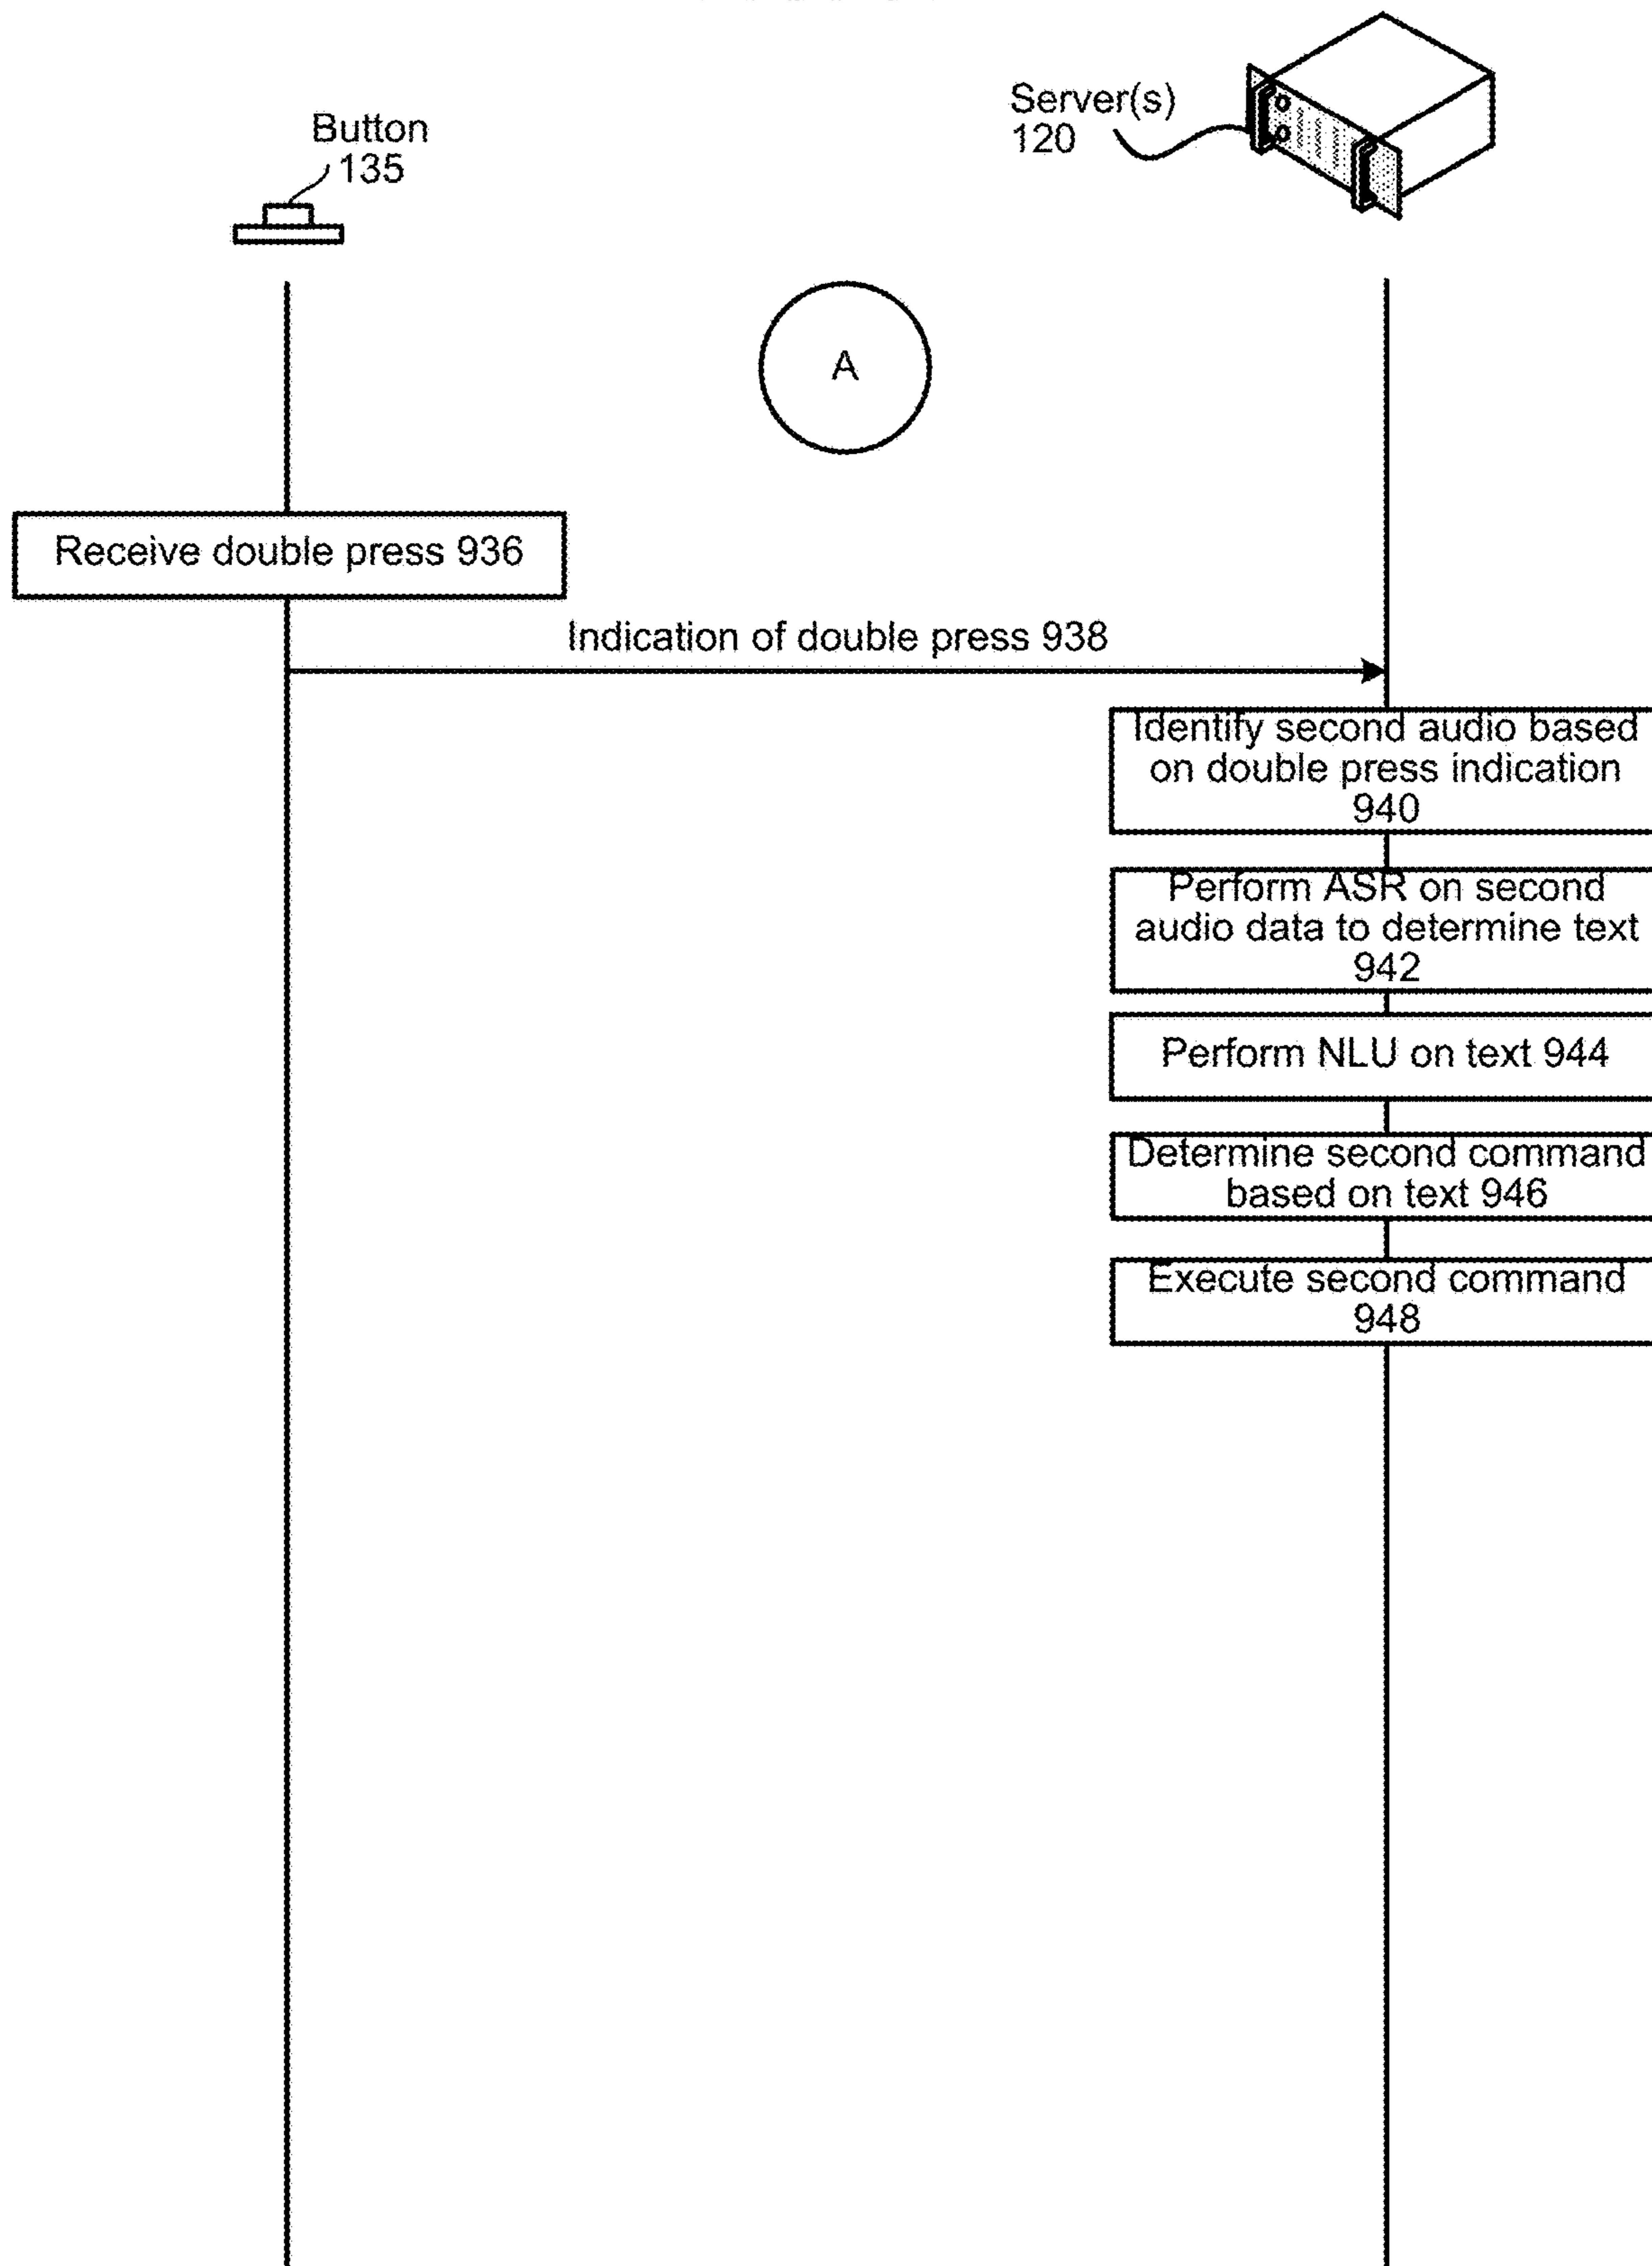 Button
135
Server(s)
120
A
Receive double press 936
Indication of double press 938
Identify second audio based
on double press indication
940
Perform ASR on second
audio data to determine text
942
Perform NLU on text 944
Determine second command
based on text 946
Execute second command
948